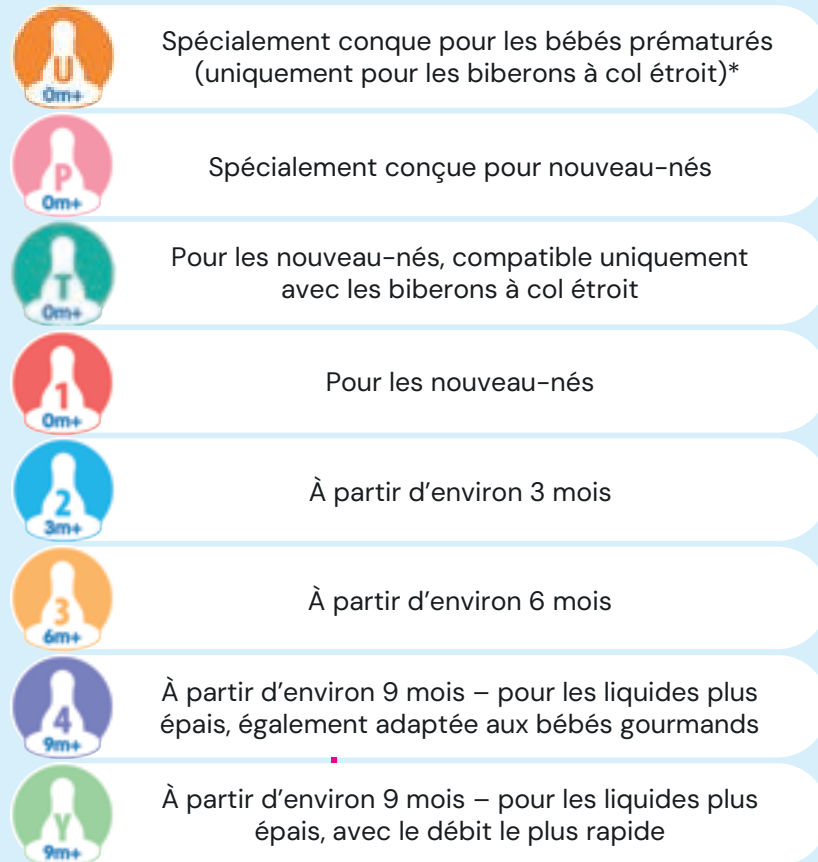 U
0m+
Spécialement conque pour les bébés prématurés
(uniquement pour les biberons à col étroit)*
P
0m+
Spécialement conçue pour nouveau-nés
T
0m+
Pour les nouveau-nés, compatible uniquement
avec les biberons à col étroit
1
0m+
Pour les nouveau-nés
2
3m+
À partir d’environ 3 mois
3
6m+
À partir d’environ 6 mois
4
9m+
À partir d’environ 9 mois – pour les liquides plus
épais, également adaptée aux bébés gourmands
Y
9m+
À partir d’environ 9 mois – pour les liquides plus
épais, avec le débit le plus rapide